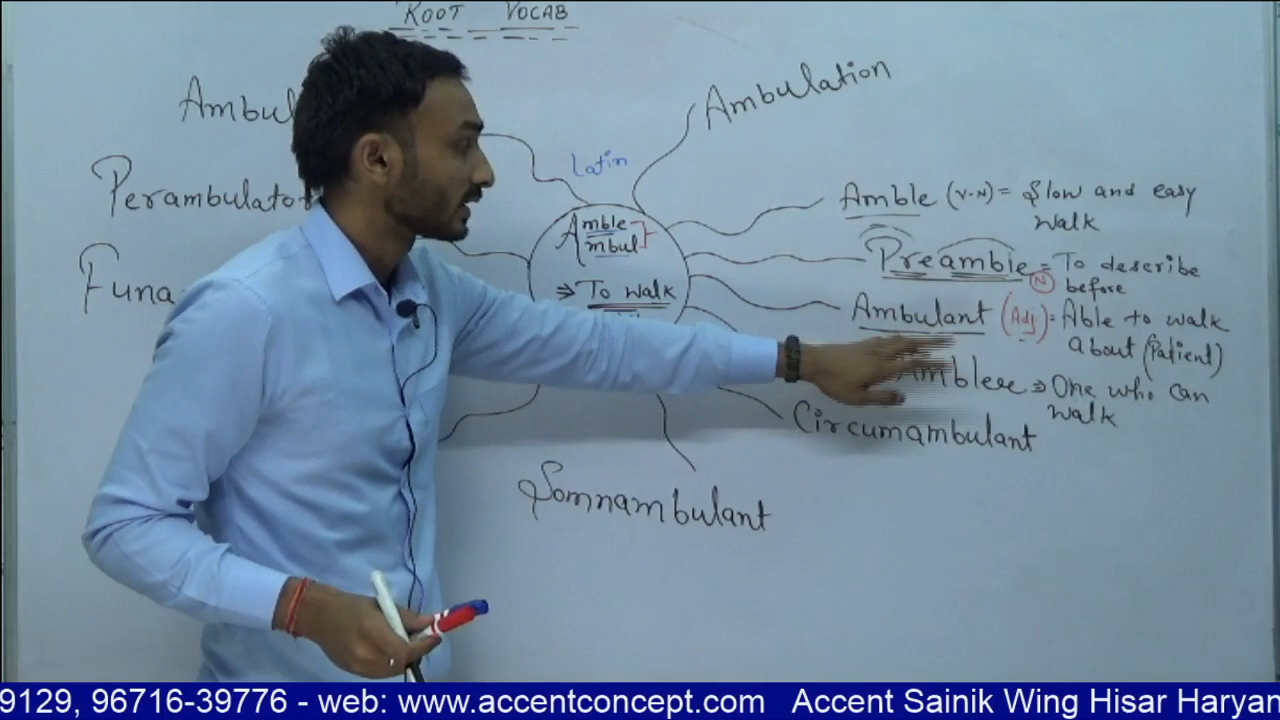 ROOT VOCAB
Ambul
Ambulation
Latin
Perambulator
Amble (V-N) = Slow and easy
walk
Amble
mbul
Preamble = To describe
(N) before
Funa
⇒ To walk
Ambulant (Adj) = Able to walk
about (Patient)
Ambler ⇒ One who can
walk
Circumambulant
Somnambulant
9129, 96716-39776 - web: www.accentconcept.com Accent Sainik Wing Hisar Haryan